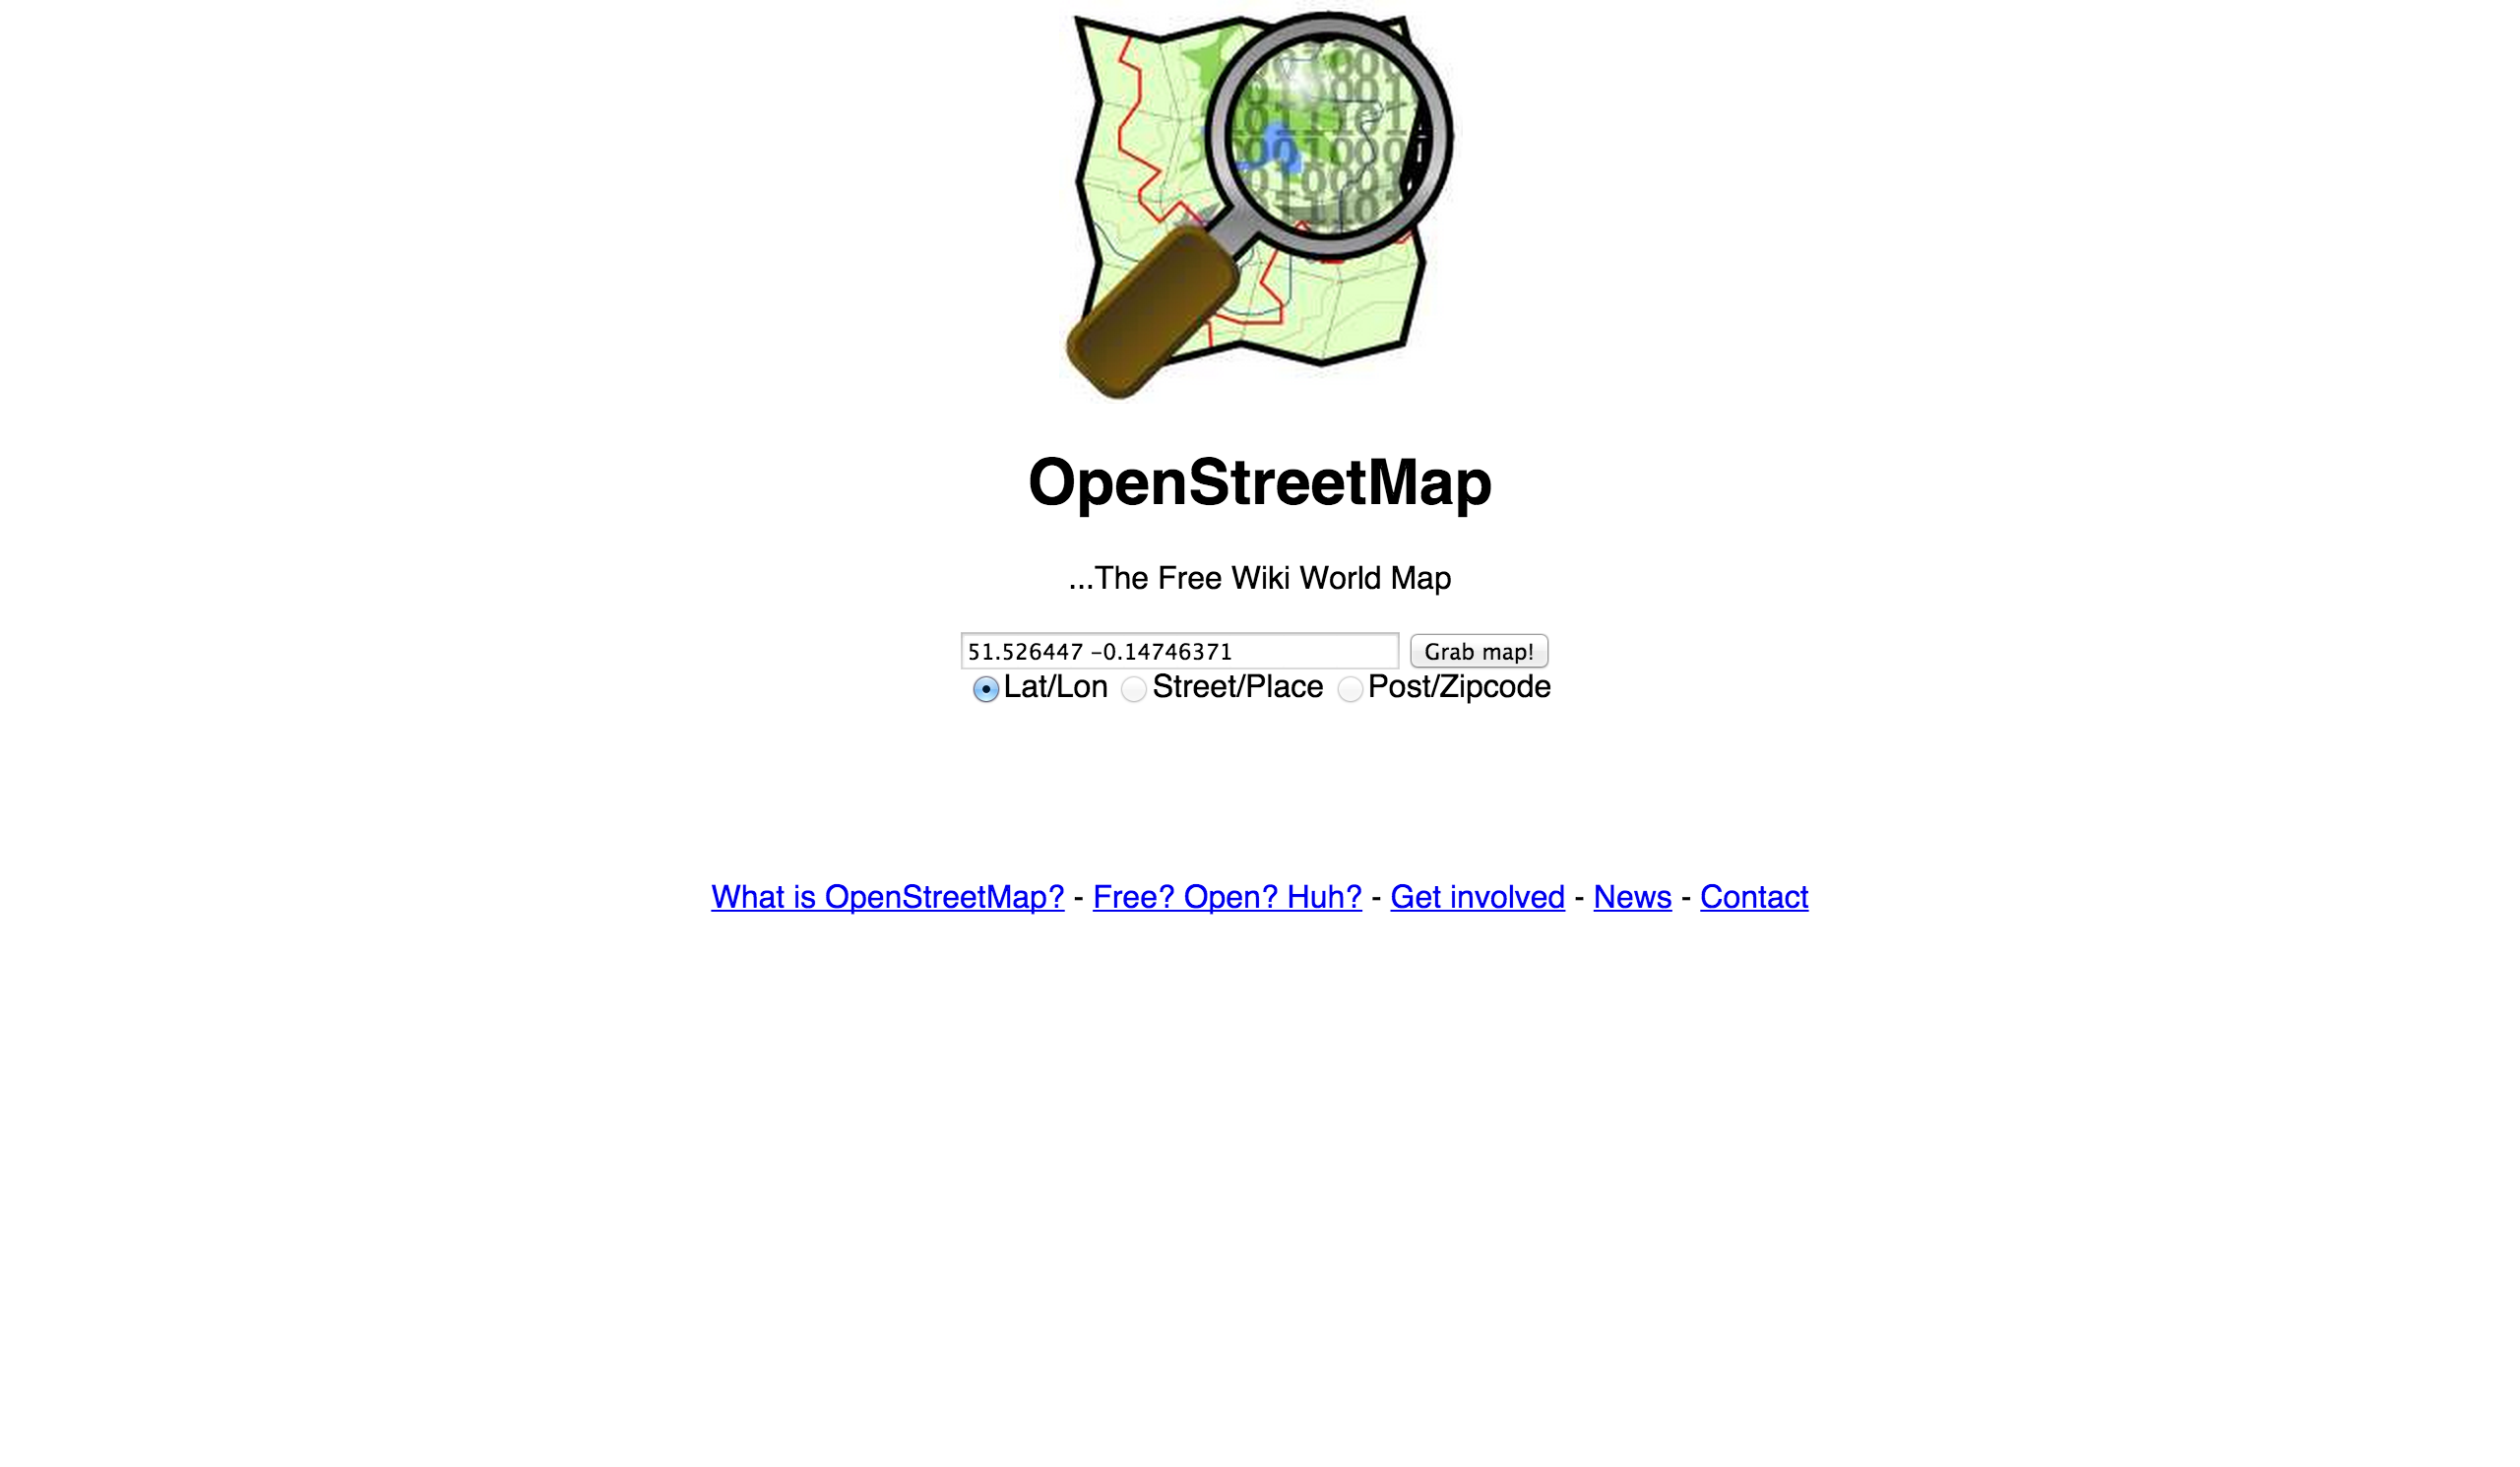 OpenStreetMap
...The Free Wiki World Map
51.526447 -0.14746371 Grab map!
Lat/Lon Street/Place Post/Zipcode
What is OpenStreetMap? - Free? Open? Huh? - Get involved - News - Contact